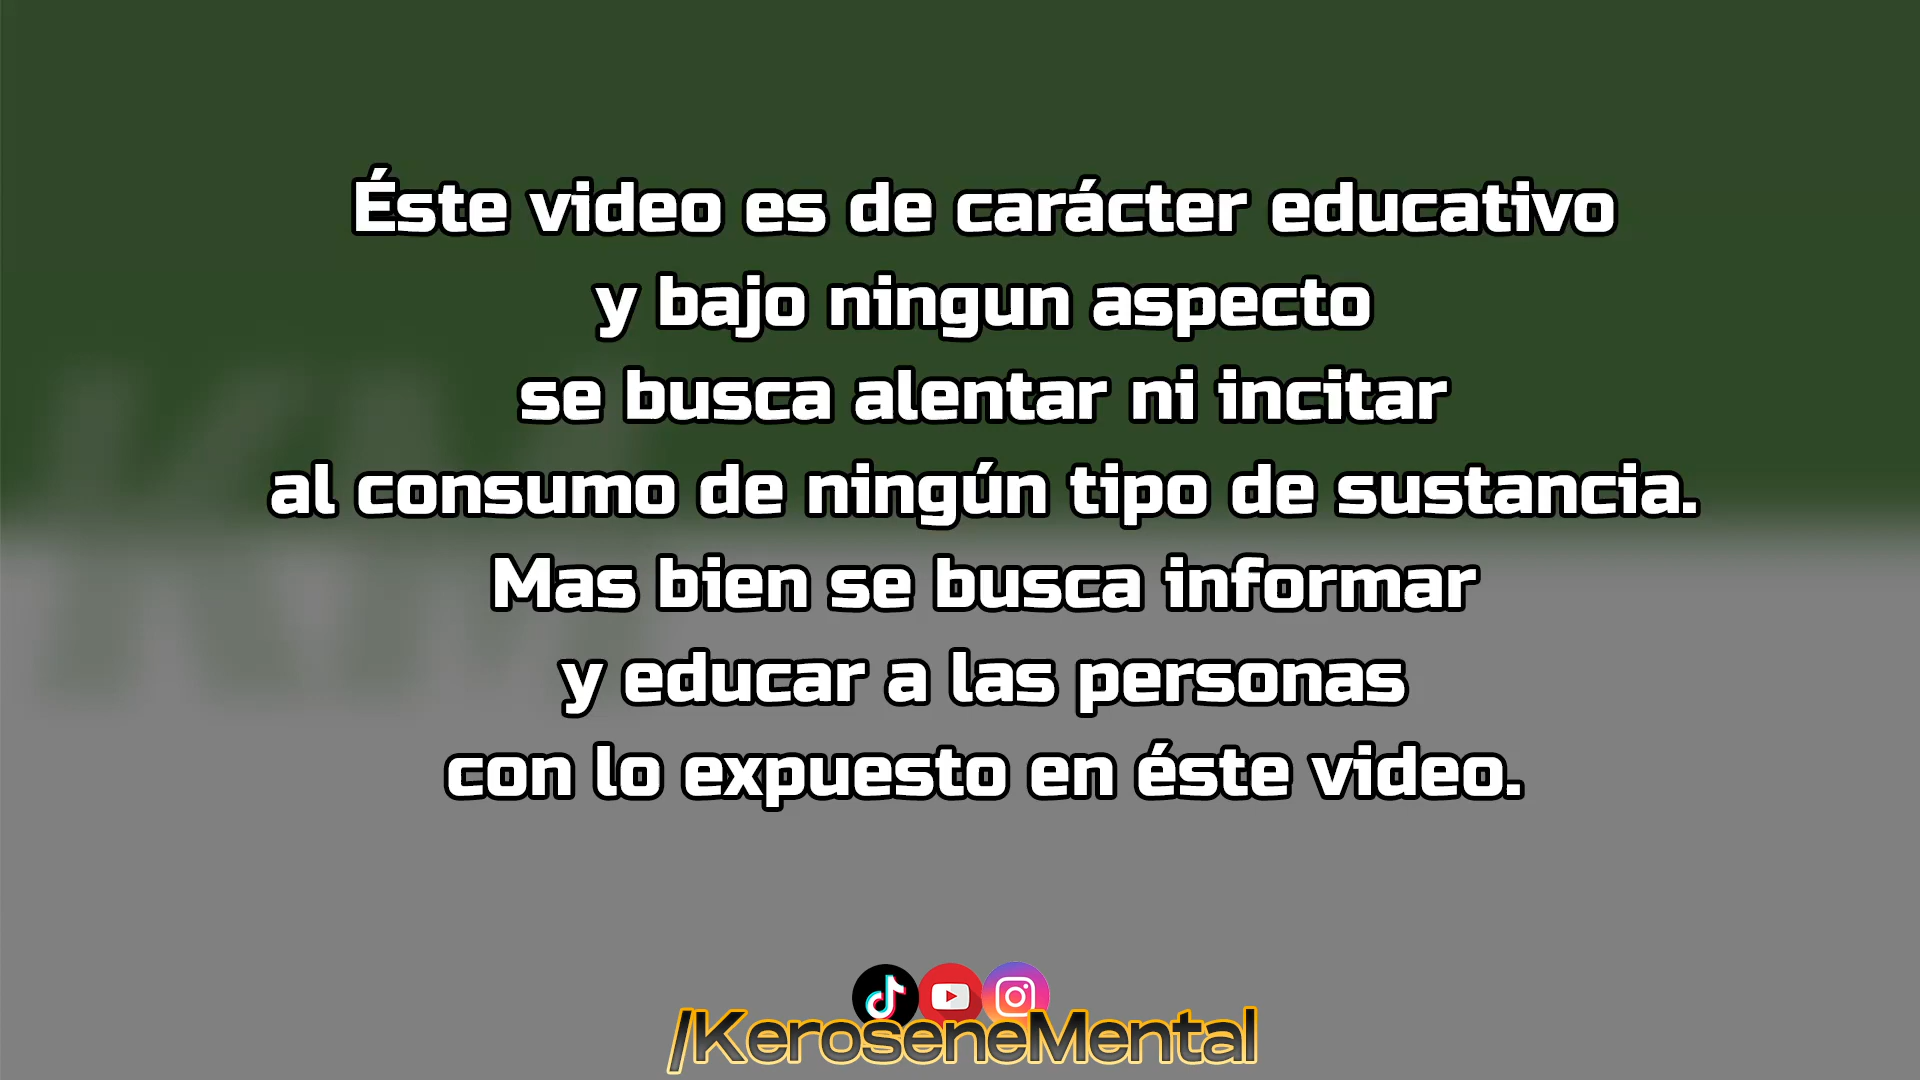 Éste video es de carácter educativo
y bajo ningun aspecto
se busca alentar ni incitar
al consumo de ningún tipo de sustancia.
Mas bien se busca informar
y educar a las personas
con lo expuesto en éste video.
KM
/KeroseneMental